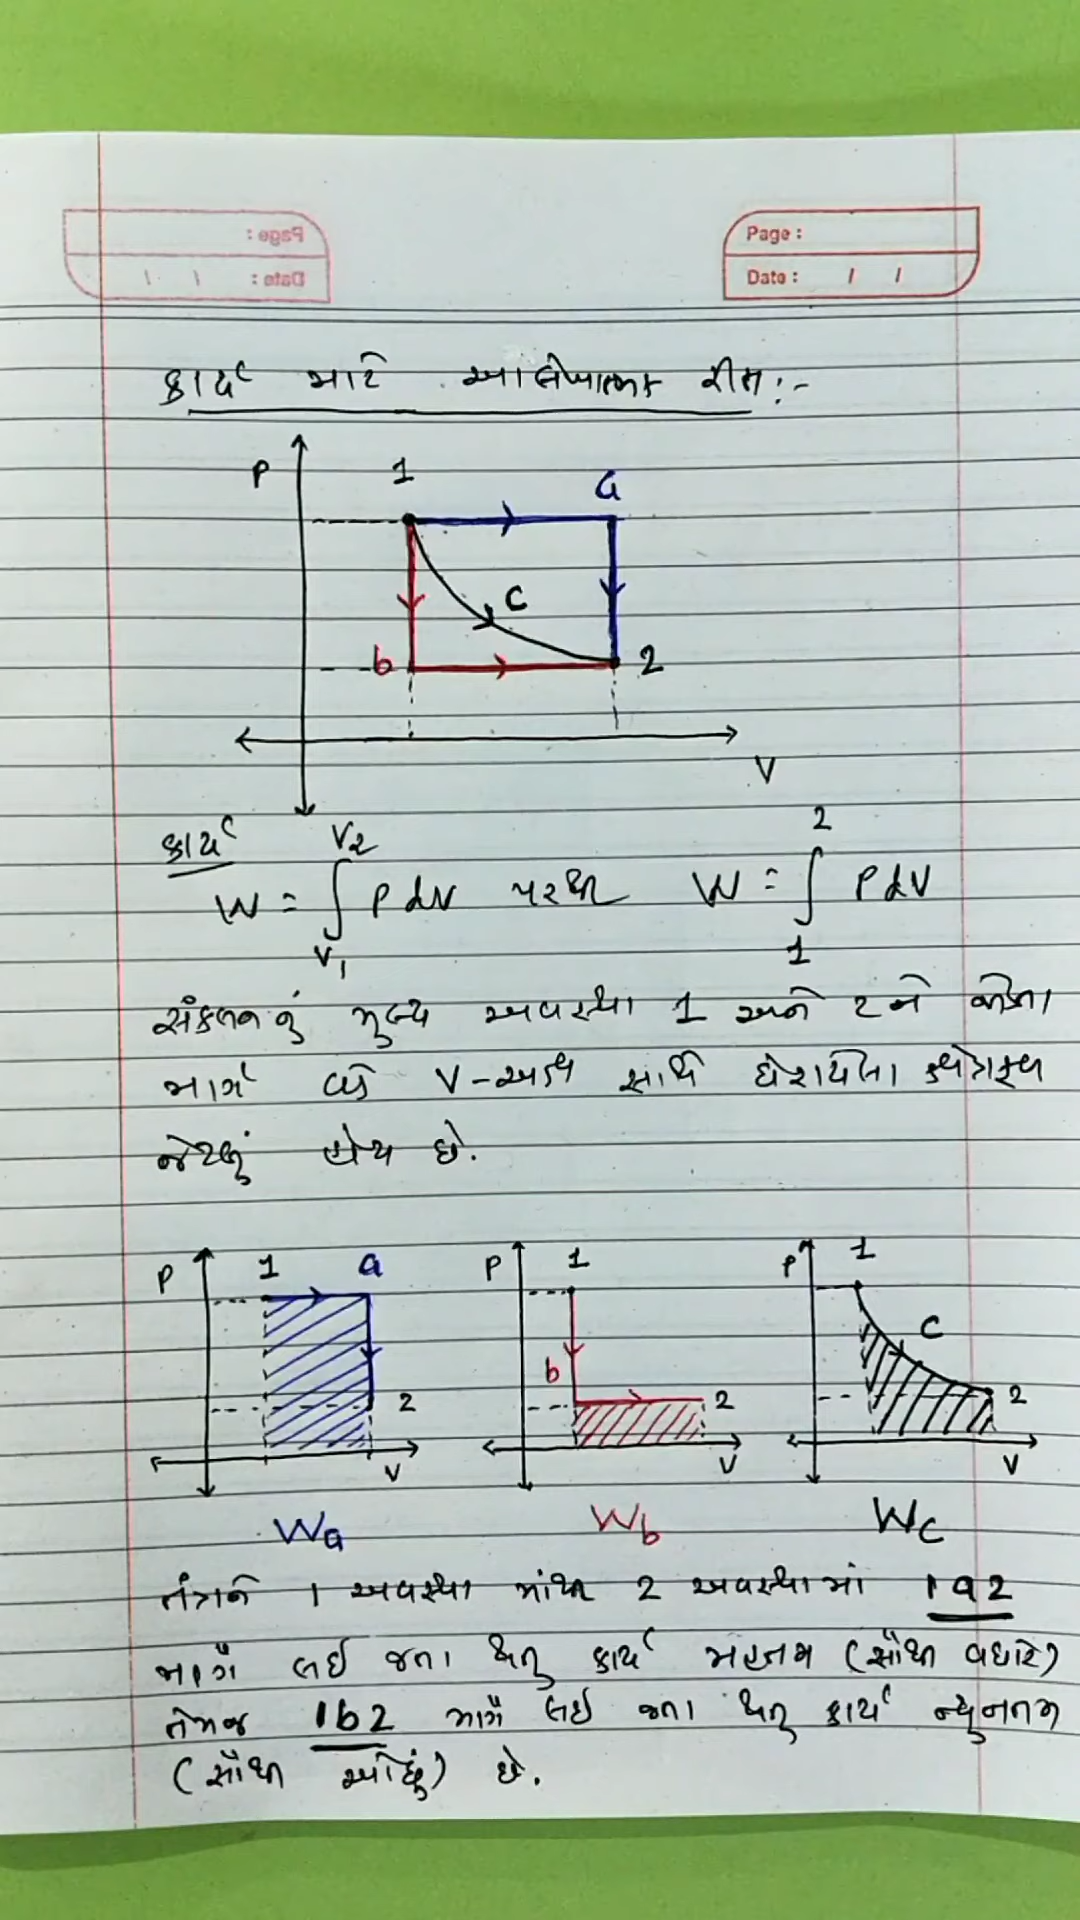 Page :
Date : / /
Page :
Date : / /
કાર્ય માટે આલેખાત્મક રીત:-
P
1
a
c
b
2
V
કાર્ય
W = ∫ P dV પરથી W = ∫ P dV
V2
V1
2
1
સંકલનનું મુલ્ય અવસ્થા 1 અને 2 ને જોડતા
માર્ગ વડે V-અક્ષ સાથે ઘેરાયેલા ક્ષેત્રફળ
જેટલું હોય છે.
P 1 a 2 V
P 1 b 2 V
P 1 c 2 V
Wa Wb Wc
તંત્રને 1 અવસ્થા માંથી 2 અવસ્થામાં 1a2
માર્ગે લઈ જતા થતુ કાર્ય મહત્તમ (સૌથી વધારે)
તેમજ 1b2 માર્ગે લઈ જતા થતુ કાર્ય ન્યુનતમ
(સૌથી ઓછું) છે.